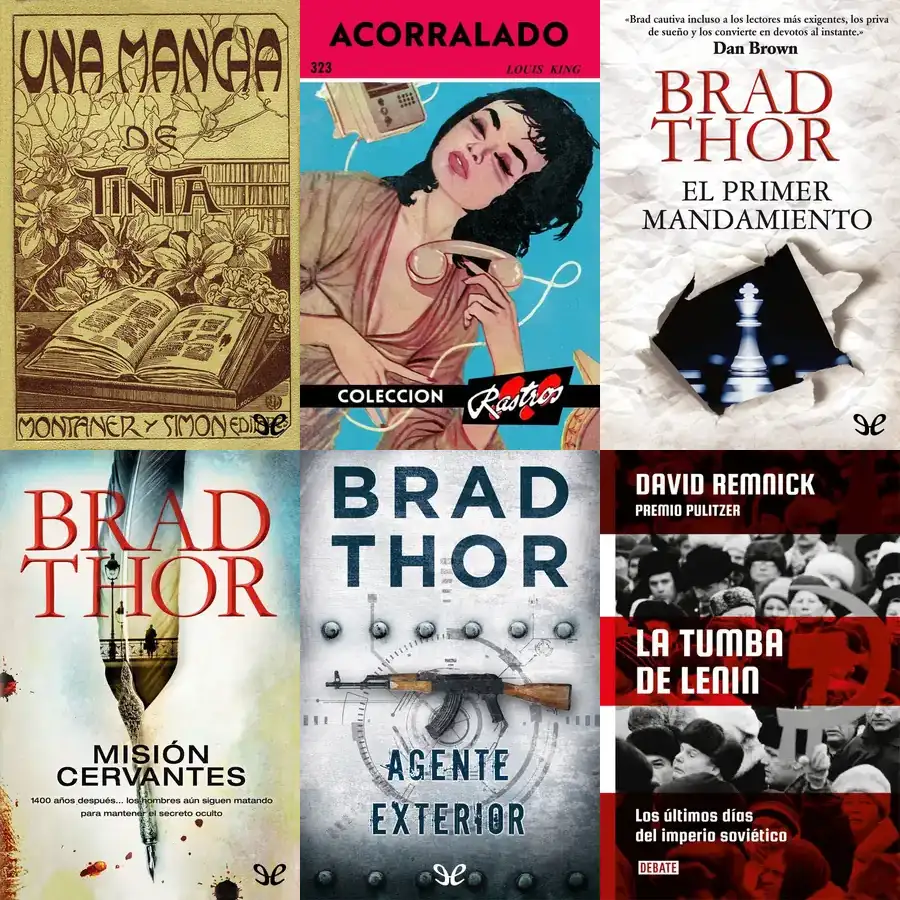 UNA MANCHA
DE
TINTA
MONTANER Y SIMON EDI
ACORRALADO
323
LOUIS KING
COLECCION
Rastros
«Brad cautiva incluso a los lectores más exigentes, los priva
de sueño y los convierte en devotos al instante.»
Dan Brown
BRAD
THOR
EL PRIMER
MANDAMIENTO
BRAD
THOR
MISIÓN
CERVANTES
1400 años después... los hombres aún siguen matando
para mantener el secreto oculto
BRAD
THOR
AGENTE
EXTERIOR
DAVID REMNICK
PREMIO PULITZER
LA TUMBA
DE LENIN
Los últimos días
del imperio soviético
DEBATE